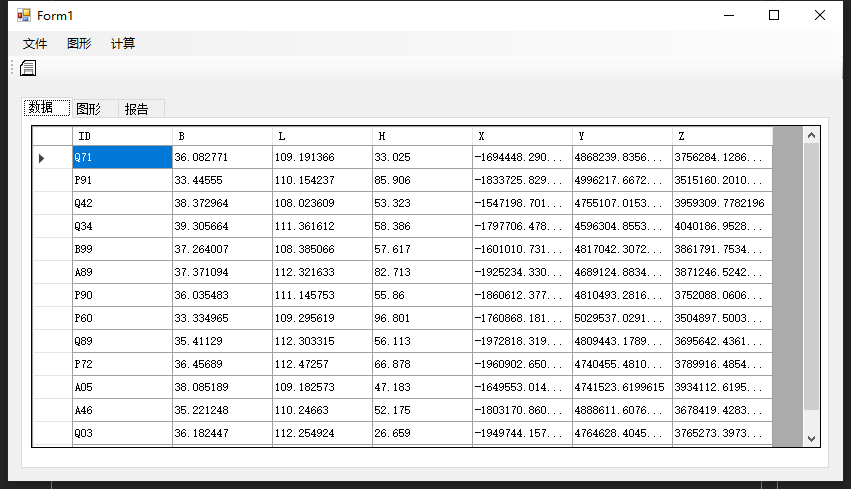 Form1
文件 图形 计算
数据 图形 报告
ID B L H X Y Z
Q71 36.082771 109.191366 33.025 -1694448.290... 4868239.8356... 3756284.1286...
P91 33.44555 110.154237 85.906 -1833725.829... 4996217.6672... 3515160.2010...
Q42 38.372964 108.023609 53.323 -1547198.701... 4755107.0153... 3959309.7782196
Q34 39.305664 111.361612 58.386 -1797706.478... 4596304.8553... 4040186.9528...
B99 37.264007 108.385066 57.617 -1601010.731... 4817042.3072... 3861791.7534...
A89 37.371094 112.321633 82.713 -1925234.330... 4689124.8834... 3871246.5242...
P90 36.035483 111.145753 55.86 -1860612.377... 4810493.2816... 3752088.0606...
P60 33.334965 109.295619 96.801 -1760868.181... 5029537.0291... 3504897.5003...
Q89 35.41129 112.303315 56.113 -1972818.319... 4809443.1789... 3695642.4361...
P72 36.45689 112.47257 66.878 -1960902.650... 4740455.4810... 3789916.4854...
A05 38.085189 109.182573 47.183 -1649553.014... 4741523.6199615 3934112.6195...
A46 35.221248 110.24663 52.175 -1803170.860... 4888611.6076... 3678419.4283...
Q03 36.182447 112.254924 26.659 -1949744.157... 4764628.4045... 3765273.3973...